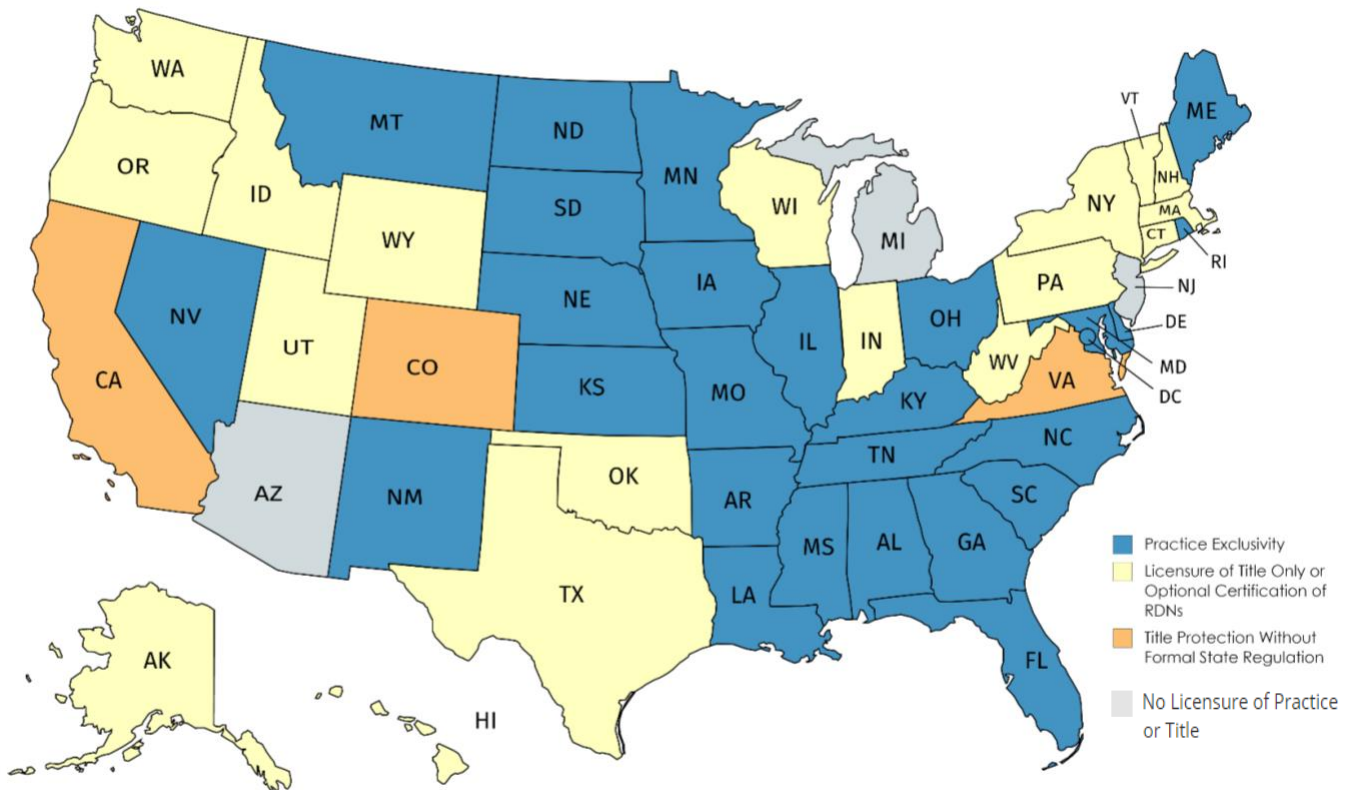 WA
VT
ME
MT
ND
OR
MN
ID
NH
SD
WI
NY
MA
WY
CT
MI
RI
IA
PA
NJ
NE
NV
OH
DE
UT
IL
IN
WV
MD
CO
VA
CA
KS
MO
DC
KY
NC
TN
OK
AZ
NM
AR
SC
MS
AL
GA
Practice Exclusivity
TX
LA
Licensure of Title Only or
Optional Certification of
RDNs
Title Protection Without
Formal State Regulation
AK
FL
No Licensure of Practice
or Title
HI